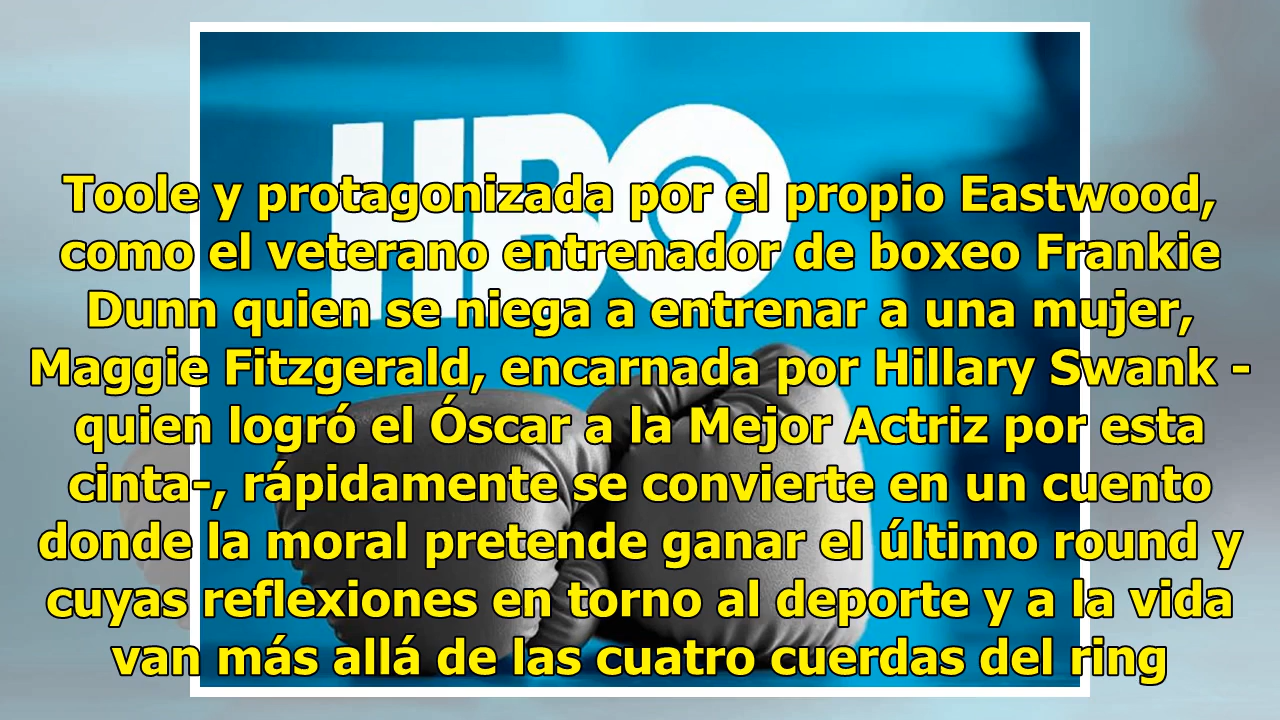 HBO
Toole y protagonizada por el propio Eastwood,
como el veterano entrenador de boxeo Frankie
Dunn quien se niega a entrenar a una mujer,
Maggie Fitzgerald, encarnada por Hillary Swank -
quien logró el Óscar a la Mejor Actriz por esta
cinta-, rápidamente se convierte en un cuento
donde la moral pretende ganar el último round y
cuyas reflexiones en torno al deporte y a la vida
van más allá de las cuatro cuerdas del ring